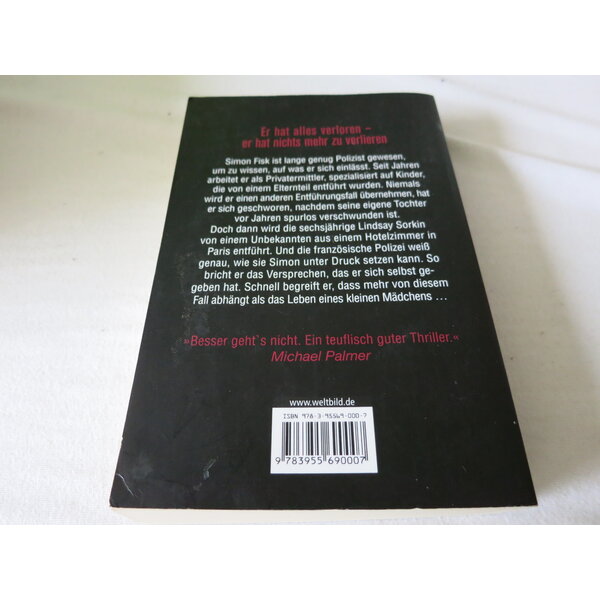 Er hat alles verloren –
er hat nichts mehr zu verlieren
Simon Fisk ist lange genug Polizist gewesen,
um zu wissen, auf was er sich einlässt. Seit Jahren
arbeitet er als Privatermittler, spezialisiert auf Kinder,
die von einem Elternteil entführt wurden. Niemals
wird er einen anderen Entführungsfall übernehmen, hat
er sich geschworen, nachdem seine eigene Tochter
vor Jahren spurlos verschwunden ist.
Doch dann wird die sechsjährige Lindsay Sorkin
von einem Unbekannten aus einem Hotelzimmer in
Paris entführt. Und die französische Polizei weiß
genau, wie sie Simon unter Druck setzen kann. So
bricht er das Versprechen, das er sich selbst ge-
geben hat. Schnell begreift er, dass mehr von diesem
Fall abhängt als das Leben eines kleinen Mädchens ...
»Besser geht`s nicht. Ein teuflisch guter Thriller.«
Michael Palmer
www.weltbild.de
ISBN 978-3-95569-000-7
9 783955 690007